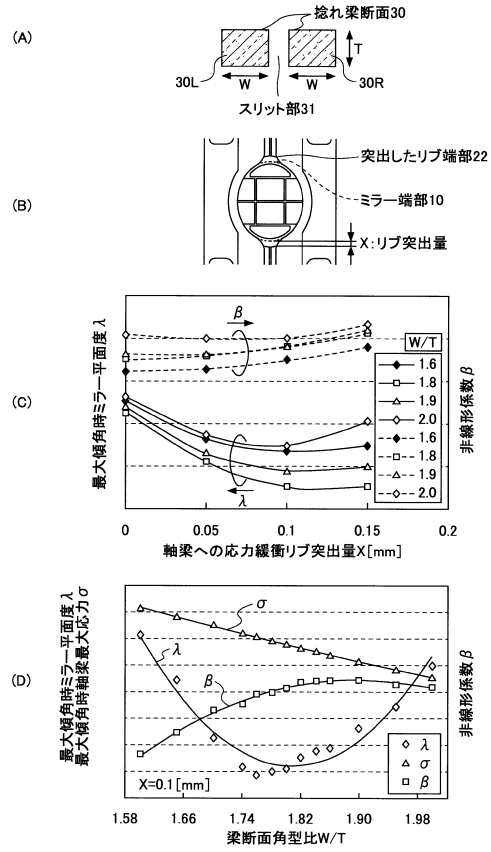 (A)
捻れ梁断面30
T
30L
W
W
30R
スリット部31
(B)
突出したリブ端部22
ミラー端部10
X:リブ突出量
(C)
最大傾角時ミラー平面度 λ
β
λ
W/T
1.6
1.8
1.9
2.0
1.6
1.8
1.9
2.0
非線形係数 β
0
0.05
0.1
0.15
0.2
軸梁への応力緩衝リブ突出量X[mm]
(D)
最大傾角時ミラー平面度 λ
最大傾角時軸梁最大応力 σ
σ
λ
β
X=0.1[mm]
λ
σ
β
非線形係数 β
1.58
1.66
1.74
1.82
1.90
1.98
梁断面角型比W/T